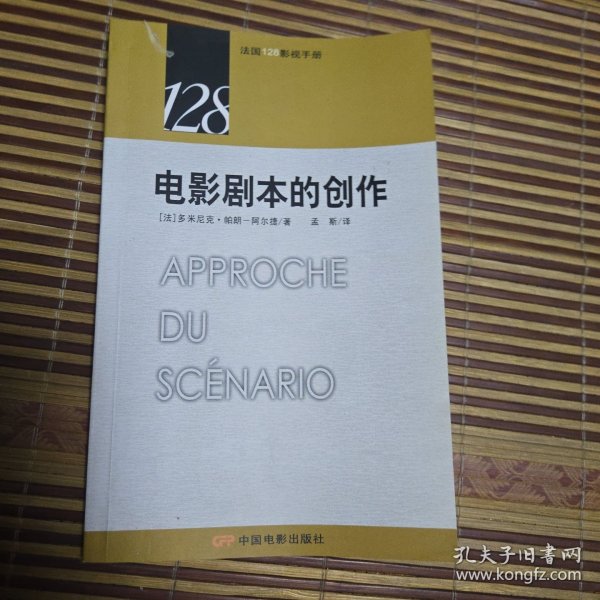 法国128影视手册
128
电影剧本的创作
[法]多米尼克·帕朗-阿尔捷/著 孟 斯/译
APPROCHE
DU
SCÉNARIO
CFP 中国电影出版社
孔夫子旧书网
www.kongfz.com